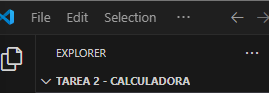 File Edit Selection ···
EXPLORER ···
TAREA 2 - CALCULADORA